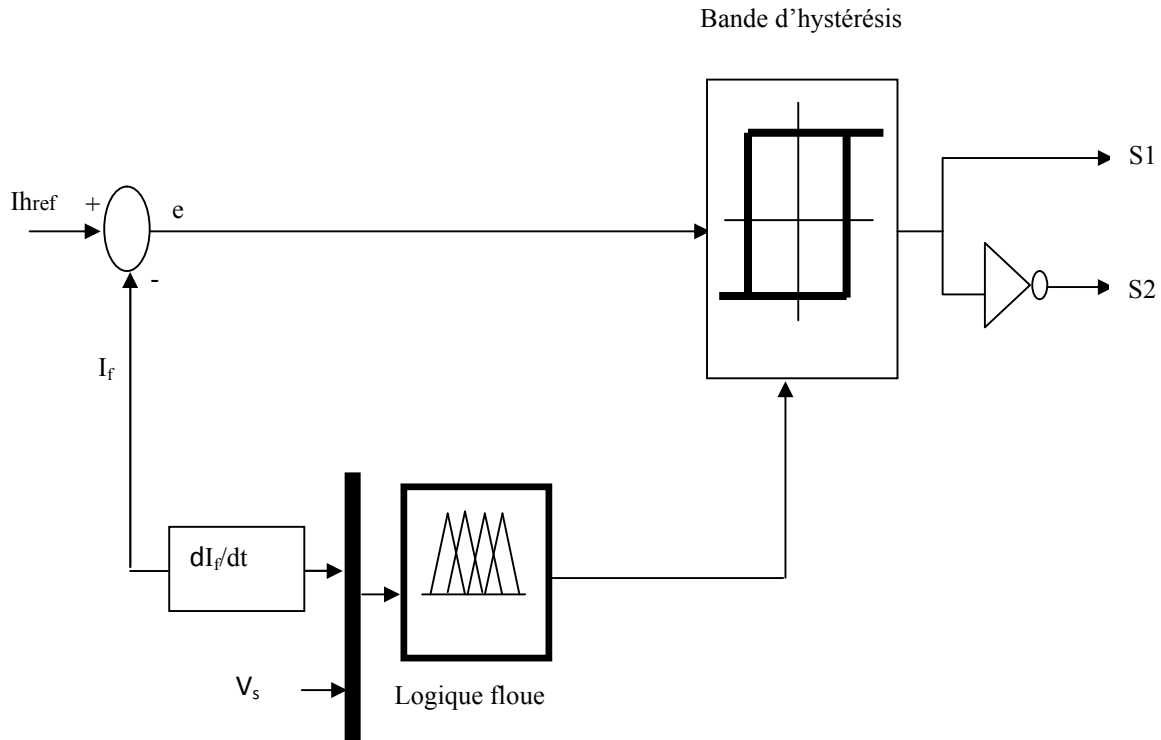 Bande d’hystérésis
S1
Ihref
+
e
-
S2
If
dIf/dt
Vs
Logique floue